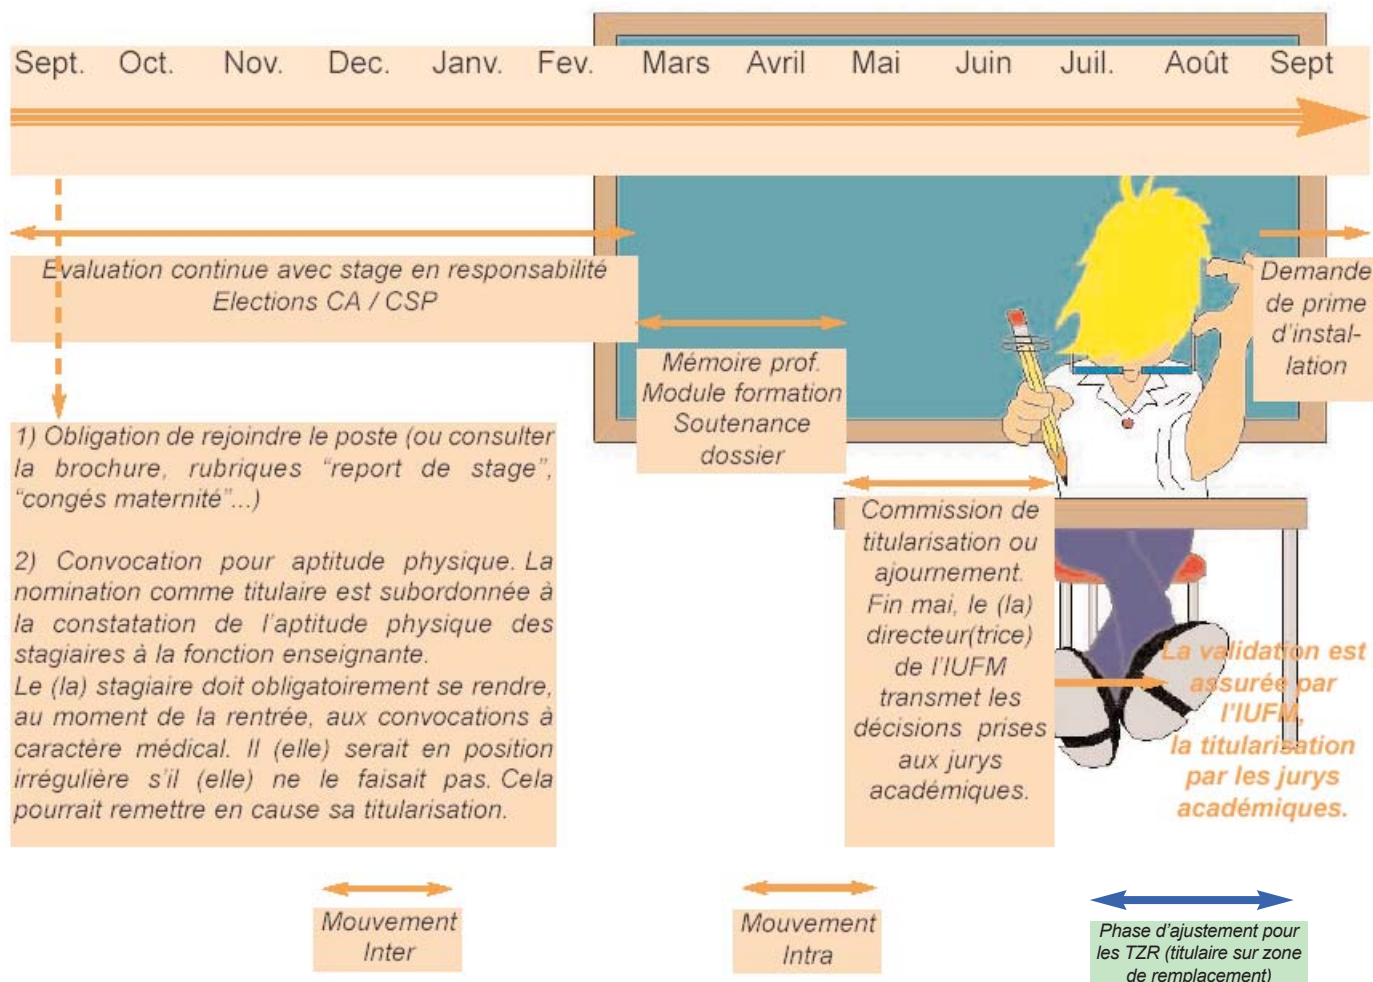 Sept. Oct. Nov. Dec. Janv. Fev. Mars Avril Mai Juin Juil. Août Sept
Evaluation continue avec stage en responsabilité
Elections CA / CSP
Demande
de prime
d'instal-
lation
Mémoire prof.
Module formation
Soutenance
dossier
1) Obligation de rejoindre le poste (ou consulter
la brochure, rubriques "report de stage",
"congés maternité"...)
2) Convocation pour aptitude physique. La
nomination comme titulaire est subordonnée à
la constatation de l'aptitude physique des
stagiaires à la fonction enseignante.
Le (la) stagiaire doit obligatoirement se rendre,
au moment de la rentrée, aux convocations à
caractère médical. Il (elle) serait en position
irrégulière s'il (elle) ne le faisait pas. Cela
pourrait remettre en cause sa titularisation.
Commission de
titularisation ou
ajournement.
Fin mai, le (la)
directeur(trice)
de l'IUFM
transmet les
décisions prises
aux jurys
académiques.
La validation est
assurée par
l'IUFM,
la titularisation
par les jurys
académiques.
Mouvement
Inter
Mouvement
Intra
Phase d'ajustement pour
les TZR (titulaire sur zone
de remplacement)